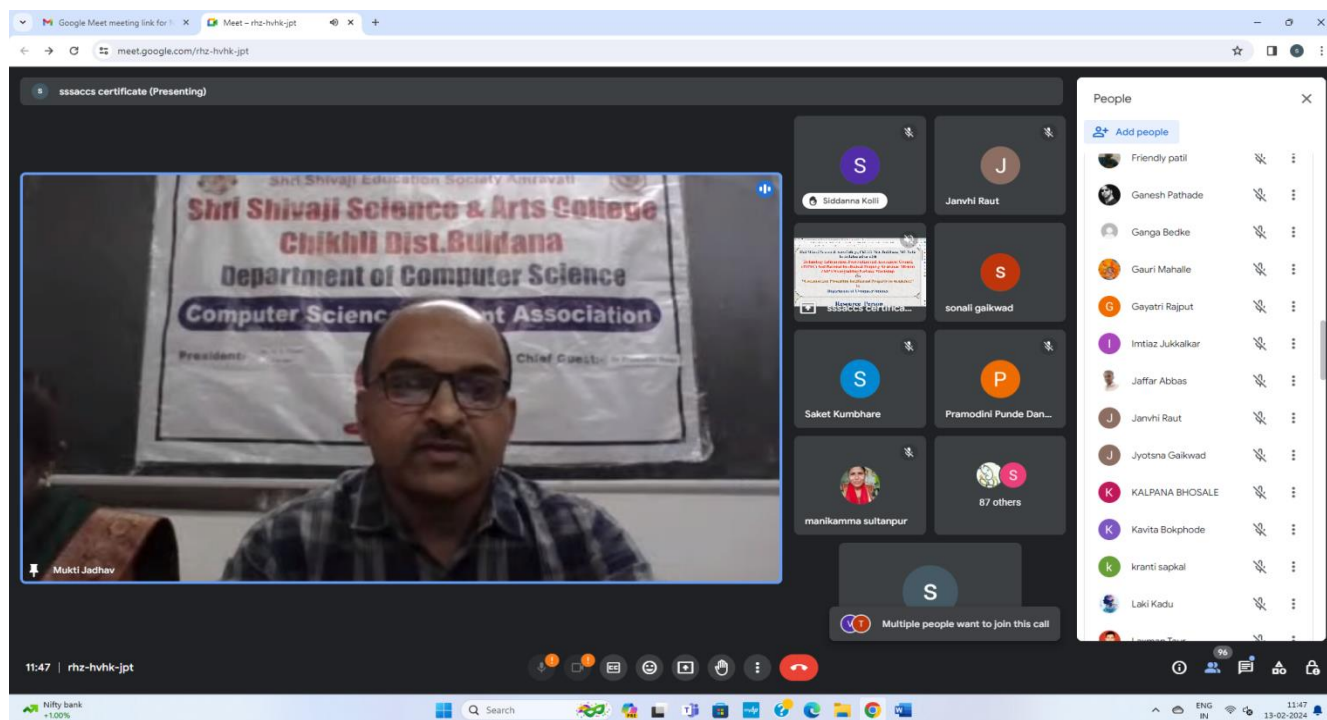 Google Meet meeting link for
Meet – rhz-hvhk-jpt
meet.google.com/rhz-hvhk-jpt
s
sssaccs certificate (Presenting)
Shri Shivaji Education Society Amravati
Shri Shivaji Science & Arts College
Chikhli Dist.Buldana
Department of Computer Science
Computer Scienc nt Association
President:
Chief Guest:
Mukti Jadhav
S
Siddanna Kolli
J
Janvhi Raut
Resource Person
sssaccs certifica...
s
sonali gaikwad
S
Saket Kumbhare
P
Pramodini Punde Dan...
manikamma sultanpur
S
87 others
S
V T Multiple people want to join this call
People
Add people
Friendly patil
Ganesh Pathade
Ganga Bedke
Gauri Mahalle
G Gayatri Rajput
I Imtiaz Jukkalkar
Jaffar Abbas
J Janvhi Raut
J Jyotsna Gaikwad
K KALPANA BHOSALE
K Kavita Bokphode
k kranti sapkal
Laki Kadu
Laxman Taur
11:47 | rhz-hvhk-jpt
96
Nifty bank
+1.00%
Search
ENG
IN
11:47
13-02-2024